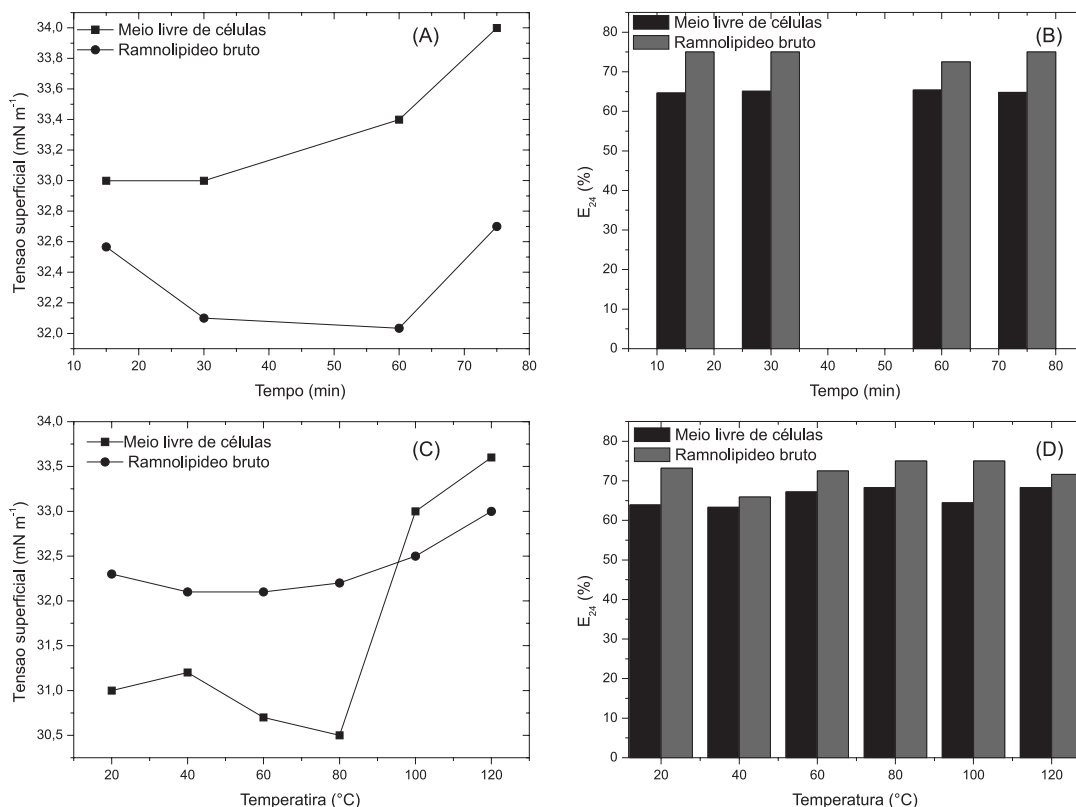 Meio livre de células
Ramnolipideo bruto
(A)
34,0
33,8
33,6
33,4
33,2
33,0
32,8
32,6
32,4
32,2
32,0
Tensao superficial (mN m⁻¹)
10 20 30 40 50 60 70 80
Tempo (min)
Meio livre de células
Ramnolipideo bruto
(B)
80
70
60
50
40
30
20
10
0
E₂₄ (%)
10 20 30 40 50 60 70 80
Tempo (min)
34,0
33,5
33,0
32,5
32,0
31,5
31,0
30,5
Meio livre de células
Ramnolipideo bruto
(C)
Tensao superficial (mN m⁻¹)
20 40 60 80 100 120
Temperatira (°C)
Meio livre de células
Ramnolipideo bruto
(D)
80
70
60
50
40
30
20
10
0
E₂₄ (%)
20 40 60 80 100 120
Temperatura (°C)